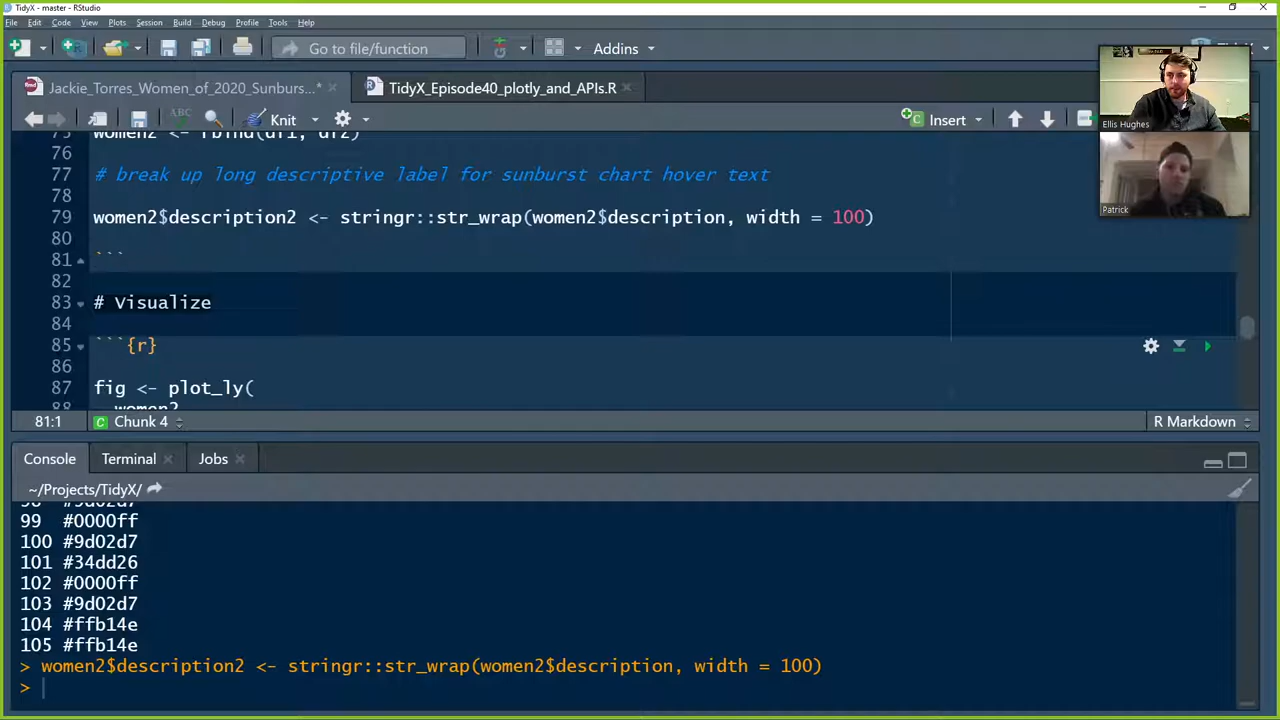 TidyX - master - RStudio
File Edit Code View Plots Session Build Debug Profile Tools Help
Go to file/function Addins
Jackie_Torres_Women_of_2020_Sunburs...* TidyX_Episode40_plotly_and_APIs.R
ABC Knit Insert
Ellis Hughes
Patrick
75 women2 <- rbind(df1, df2)
76
77 # break up long descriptive label for sunburst chart hover text
78
79 women2$description2 <- stringr::str_wrap(women2$description, width = 100)
80
81 ```
82
83 # Visualize
84
85 ```{r}
86
87 fig <- plot_ly(
88 women2
81:1 Chunk 4 R Markdown
Console Terminal Jobs
~/Projects/TidyX/
98 #9d02d7
99 #0000ff
100 #9d02d7
101 #34dd26
102 #0000ff
103 #9d02d7
104 #ffb14e
105 #ffb14e
> women2$description2 <- stringr::str_wrap(women2$description, width = 100)
>